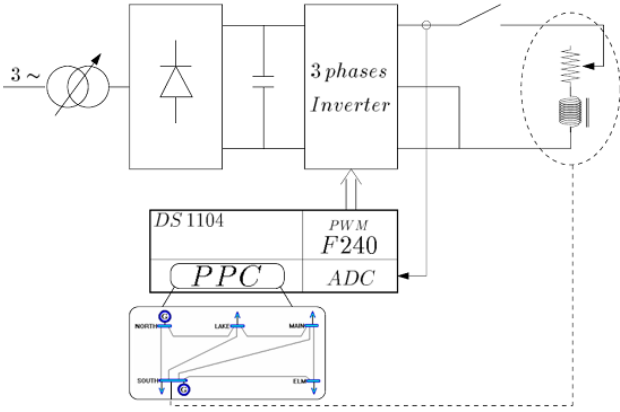 3 ~
3 phases
Inverter
DS 1104
PWM
F240
PPC
ADC
G
NORTH
LAKE
MAIN
SOUTH
G
ELM